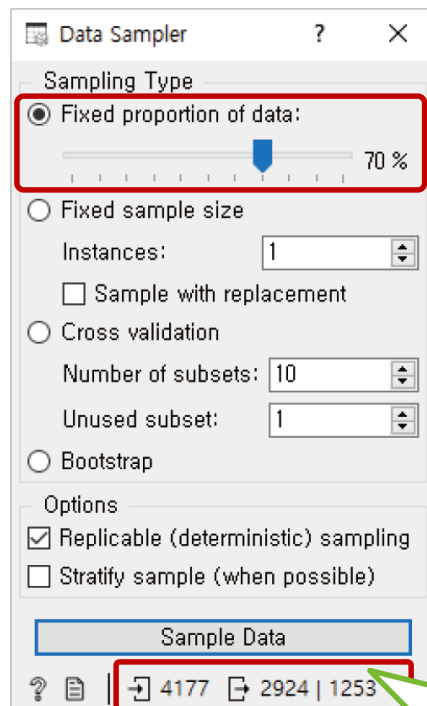 Data Sampler ? ×
Sampling Type
Fixed proportion of data:
70 %
Fixed sample size
Instances: 1
Sample with replacement
Cross validation
Number of subsets: 10
Unused subset: 1
Bootstrap
Options
Replicable (deterministic) sampling
Stratify sample (when possible)
Sample Data
? 4177 2924 | 1253